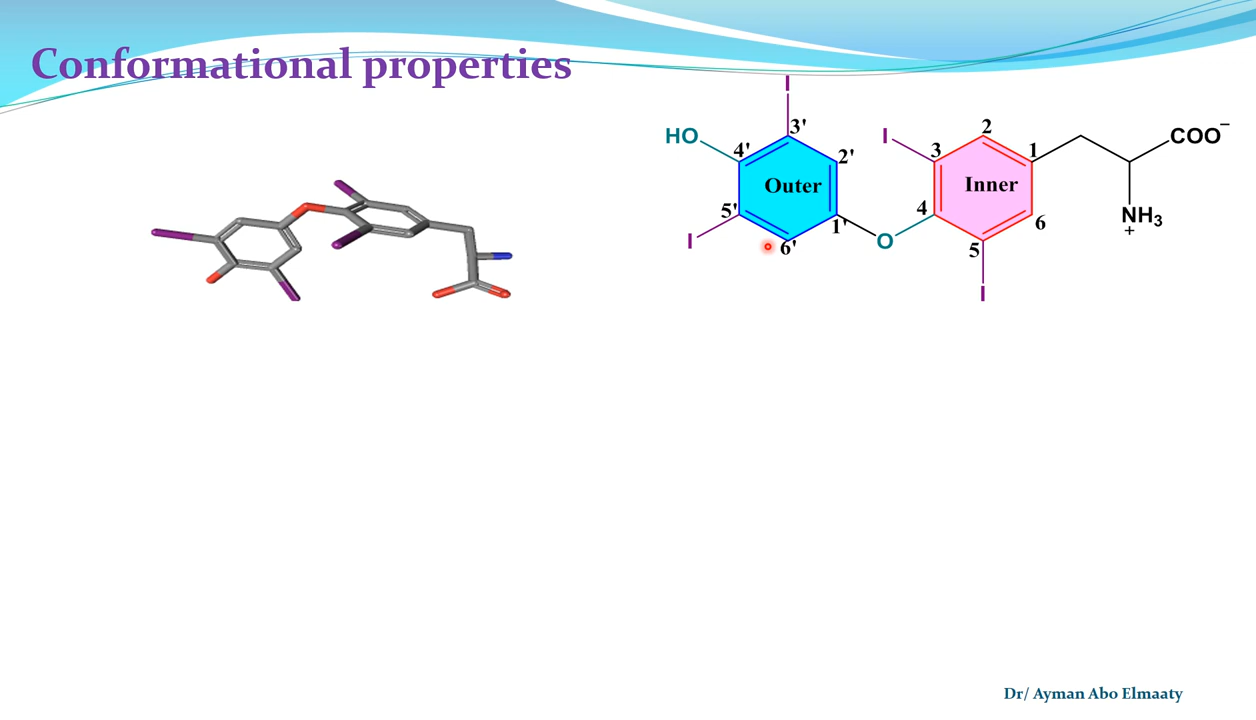 Conformational properties
I
HO
3'
4'
2'
Outer
5'
1'
I
6'
O
I
3
2
1
Inner
4
5
6
I
COO⁻
NH₃
+
Dr/ Ayman Abo Elmaaty